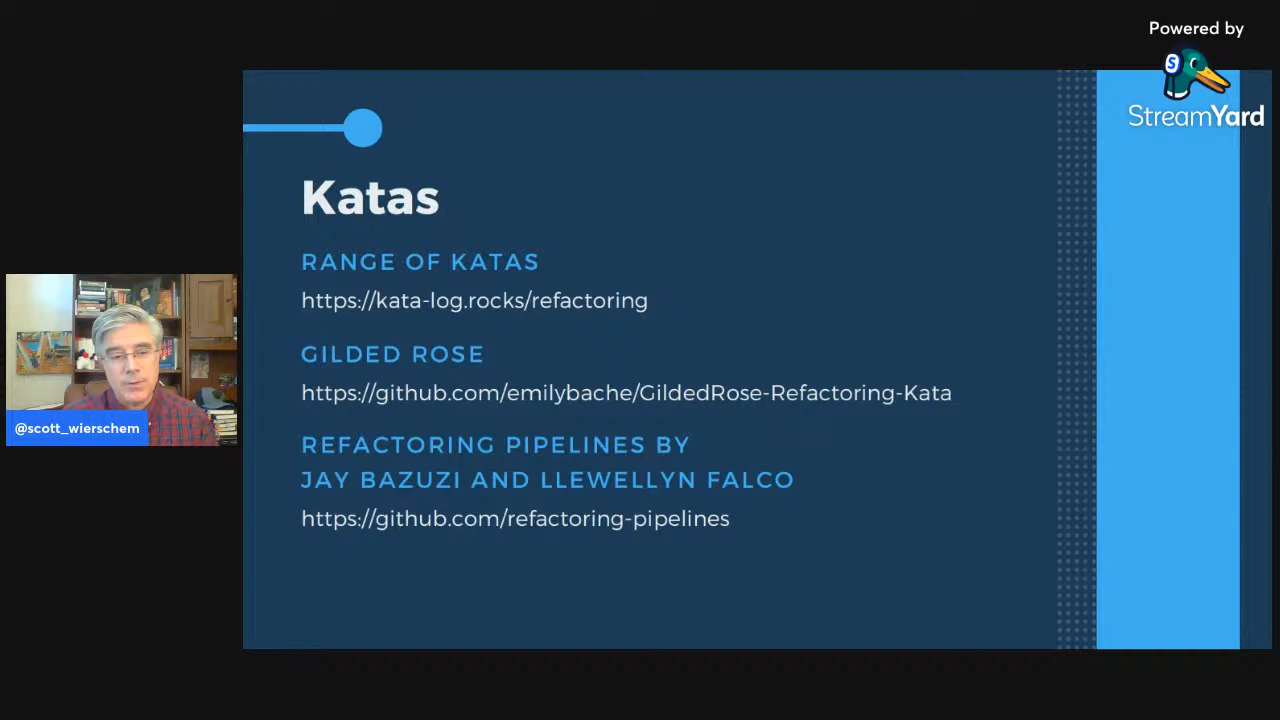 Powered by
S
StreamYard
Katas
RANGE OF KATAS
https://kata-log.rocks/refactoring
GILDED ROSE
https://github.com/emilybache/GildedRose-Refactoring-Kata
REFACTORING PIPELINES BY
JAY BAZUZI AND LLEWELLYN FALCO
https://github.com/refactoring-pipelines
@scott_wierschem